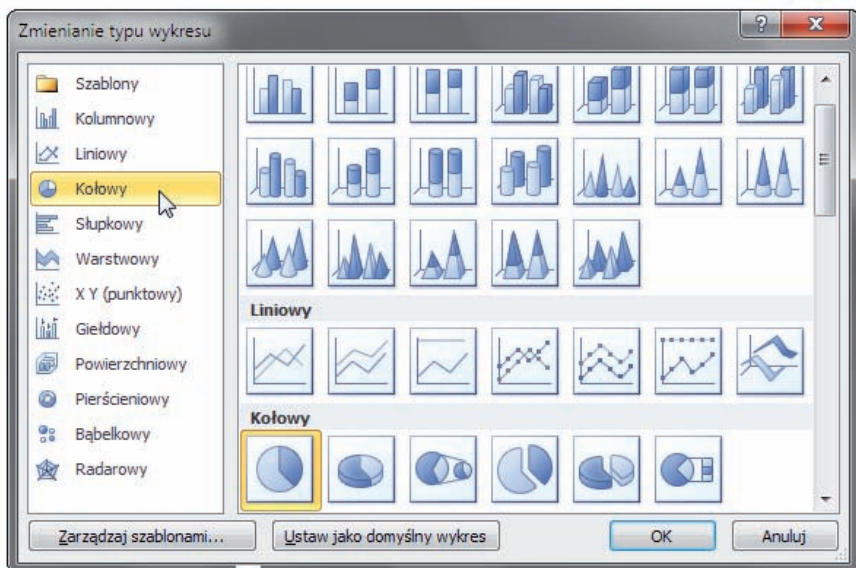 Zmienianie typu wykresu
Szablony
Kolumnowy
Liniowy
Kołowy
Słupkowy
Warstwowy
X Y (punktowy)
Giełdowy
Powierzchniowy
Pierścieniowy
Bąbelkowy
Radarowy
Liniowy
Kołowy
Zarządzaj szablonami...
Ustaw jako domyślny wykres
OK
Anuluj